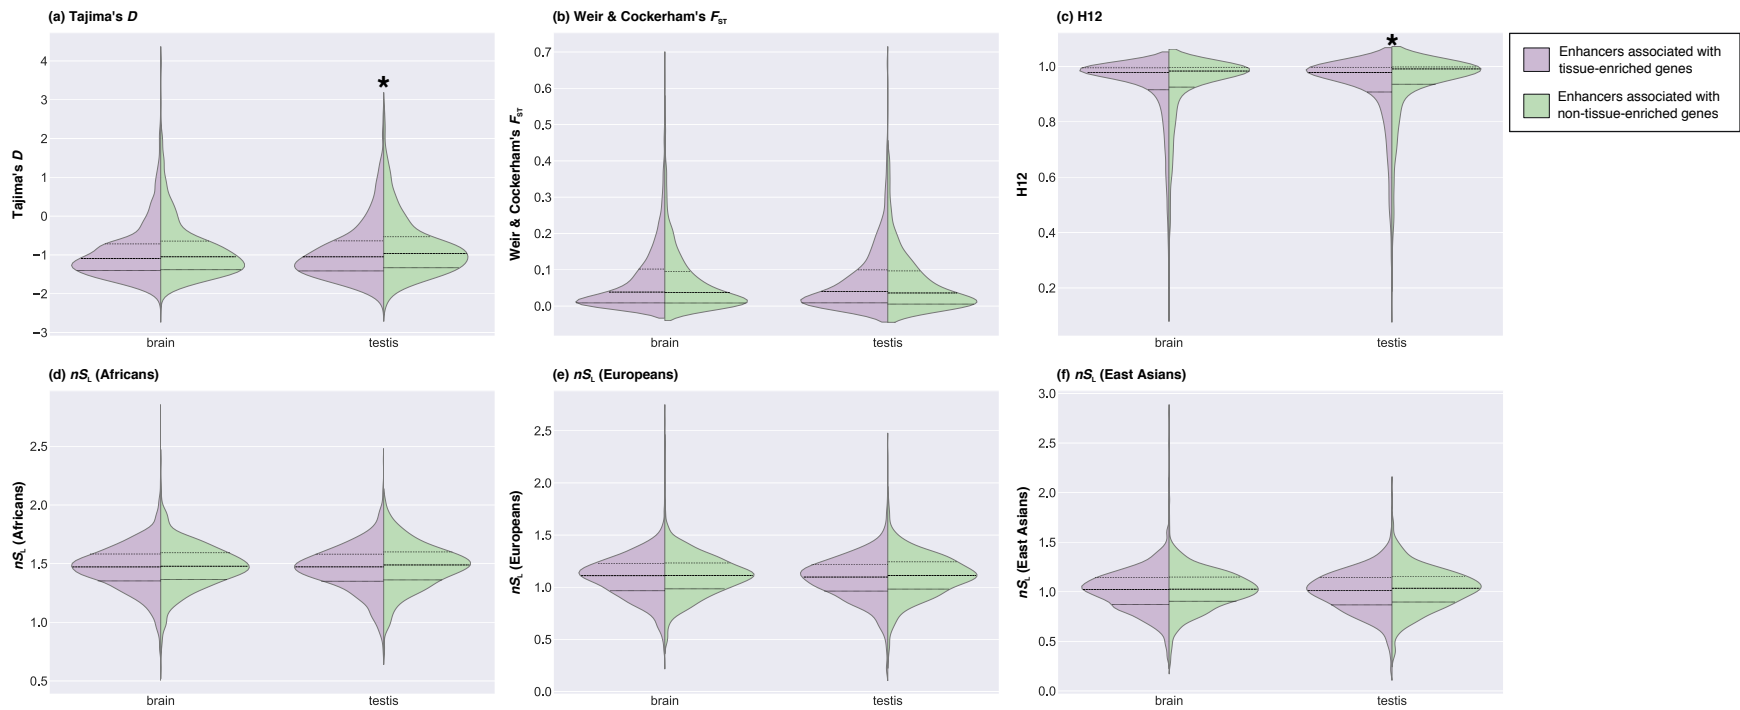 (a) Tajima's D
Tajima's D
4
3
2
1
0
−1
−2
−3
*
brain
testis
(b) Weir & Cockerham's FST
Weir & Cockerham's FST
0.7
0.6
0.5
0.4
0.3
0.2
0.1
0.0
brain
testis
(c) H12
H12
1.0
0.8
0.6
0.4
0.2
*
brain
testis
Enhancers associated with
tissue-enriched genes
Enhancers associated with
non-tissue-enriched genes
(d) nSL (Africans)
nSL (Africans)
2.5
2.0
1.5
1.0
0.5
brain
testis
(e) nSL (Europeans)
nSL (Europeans)
2.5
2.0
1.5
1.0
0.5
0.0
brain
testis
(f) nSL (East Asians)
nSL (East Asians)
3.0
2.5
2.0
1.5
1.0
0.5
0.0
brain
testis